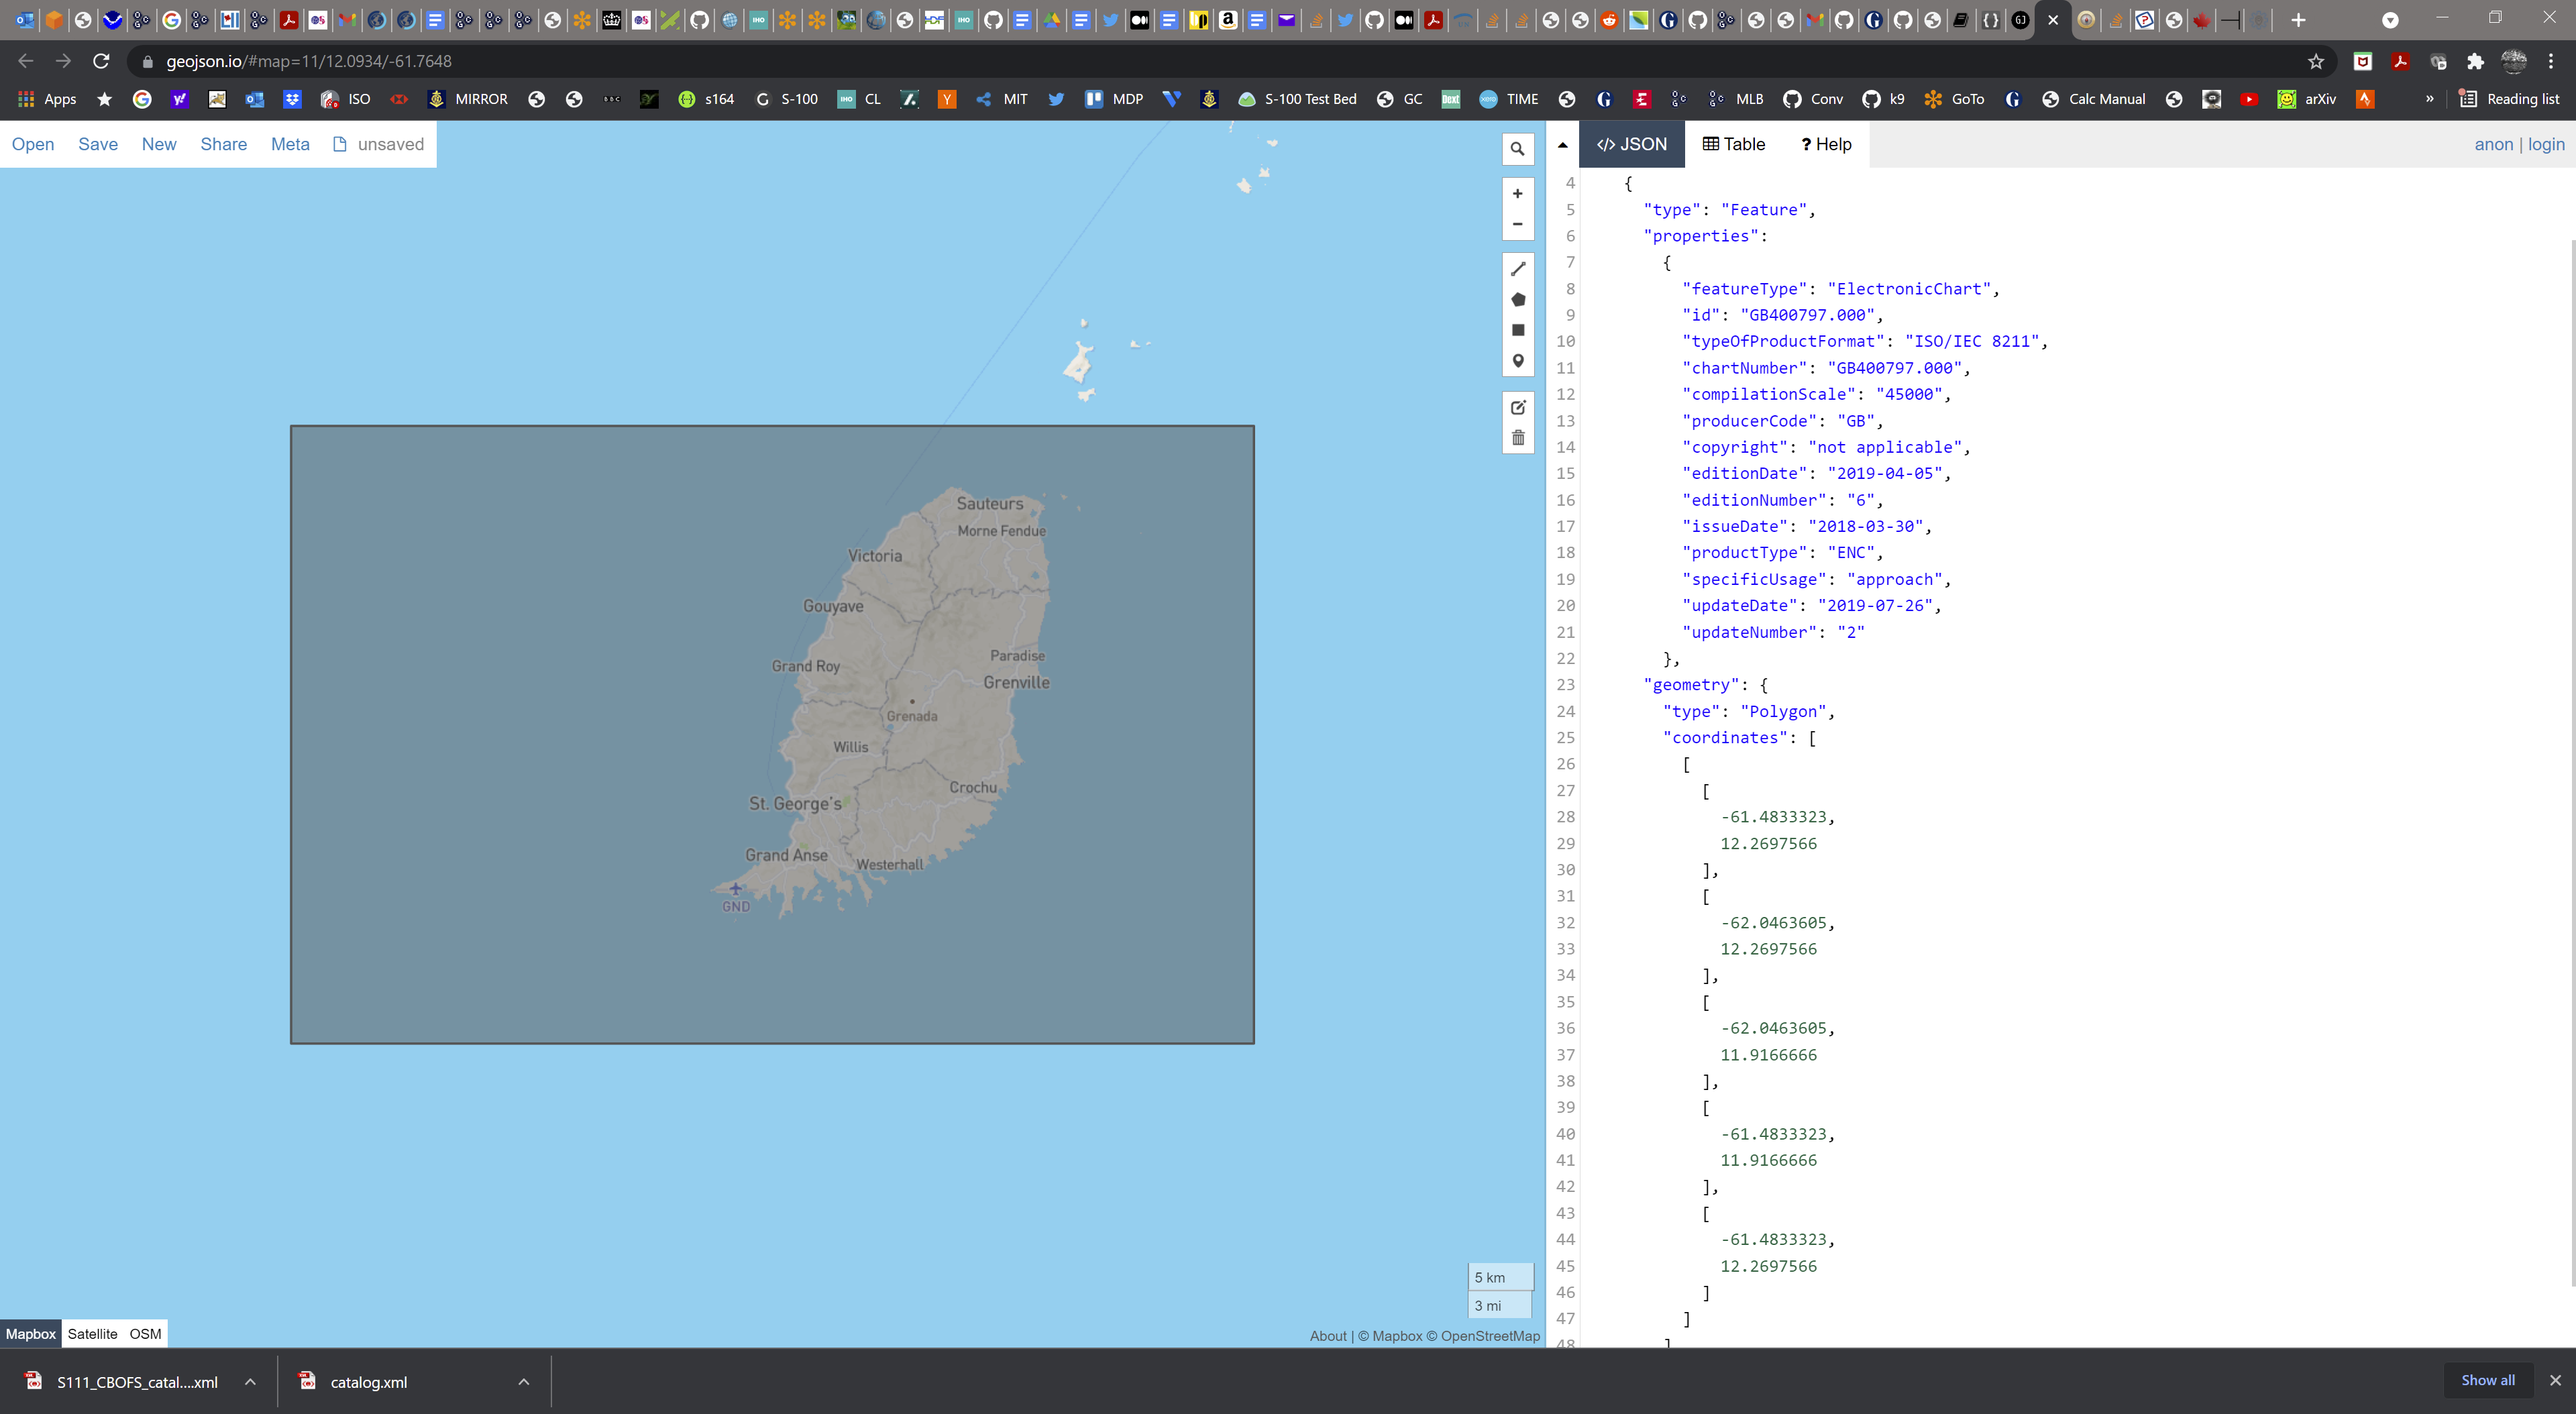 geojson.io/#map=11/12.0934/-61.7648
Apps ISO MIRROR s164 S-100 CL MIT MDP S-100 Test Bed GC TIME MLB Conv k9 GoTo Calc Manual arXiv » Reading list
Open Save New Share Meta unsaved
</> JSON Table ? Help
anon | login
Sauteurs
Morne Fendue
Victoria
Gouyave
Paradise
Grand Roy
Grenville
Grenada
Willis
Crochu
St. George's
Grand Anse
Westerhall
GND
4 {
5 "type": "Feature",
6 "properties":
7 {
8 "featureType": "ElectronicChart",
9 "id": "GB400797.000",
10 "typeOfProductFormat": "ISO/IEC 8211",
11 "chartNumber": "GB400797.000",
12 "compilationScale": "45000",
13 "producerCode": "GB",
14 "copyright": "not applicable",
15 "editionDate": "2019-04-05",
16 "editionNumber": "6",
17 "issueDate": "2018-03-30",
18 "productType": "ENC",
19 "specificUsage": "approach",
20 "updateDate": "2019-07-26",
21 "updateNumber": "2"
22 },
23 "geometry": {
24 "type": "Polygon",
25 "coordinates": [
26 [
27 [
28 -61.4833323,
29 12.2697566
30 ],
31 [
32 -62.0463605,
33 12.2697566
34 ],
35 [
36 -62.0463605,
37 11.9166666
38 ],
39 [
40 -61.4833323,
41 11.9166666
42 ],
43 [
44 -61.4833323,
45 12.2697566
46 ]
47 ]
48 ]
5 km
3 mi
Mapbox Satellite OSM
About | © Mapbox © OpenStreetMap
S111_CBOFS_catal....xml
catalog.xml
Show all